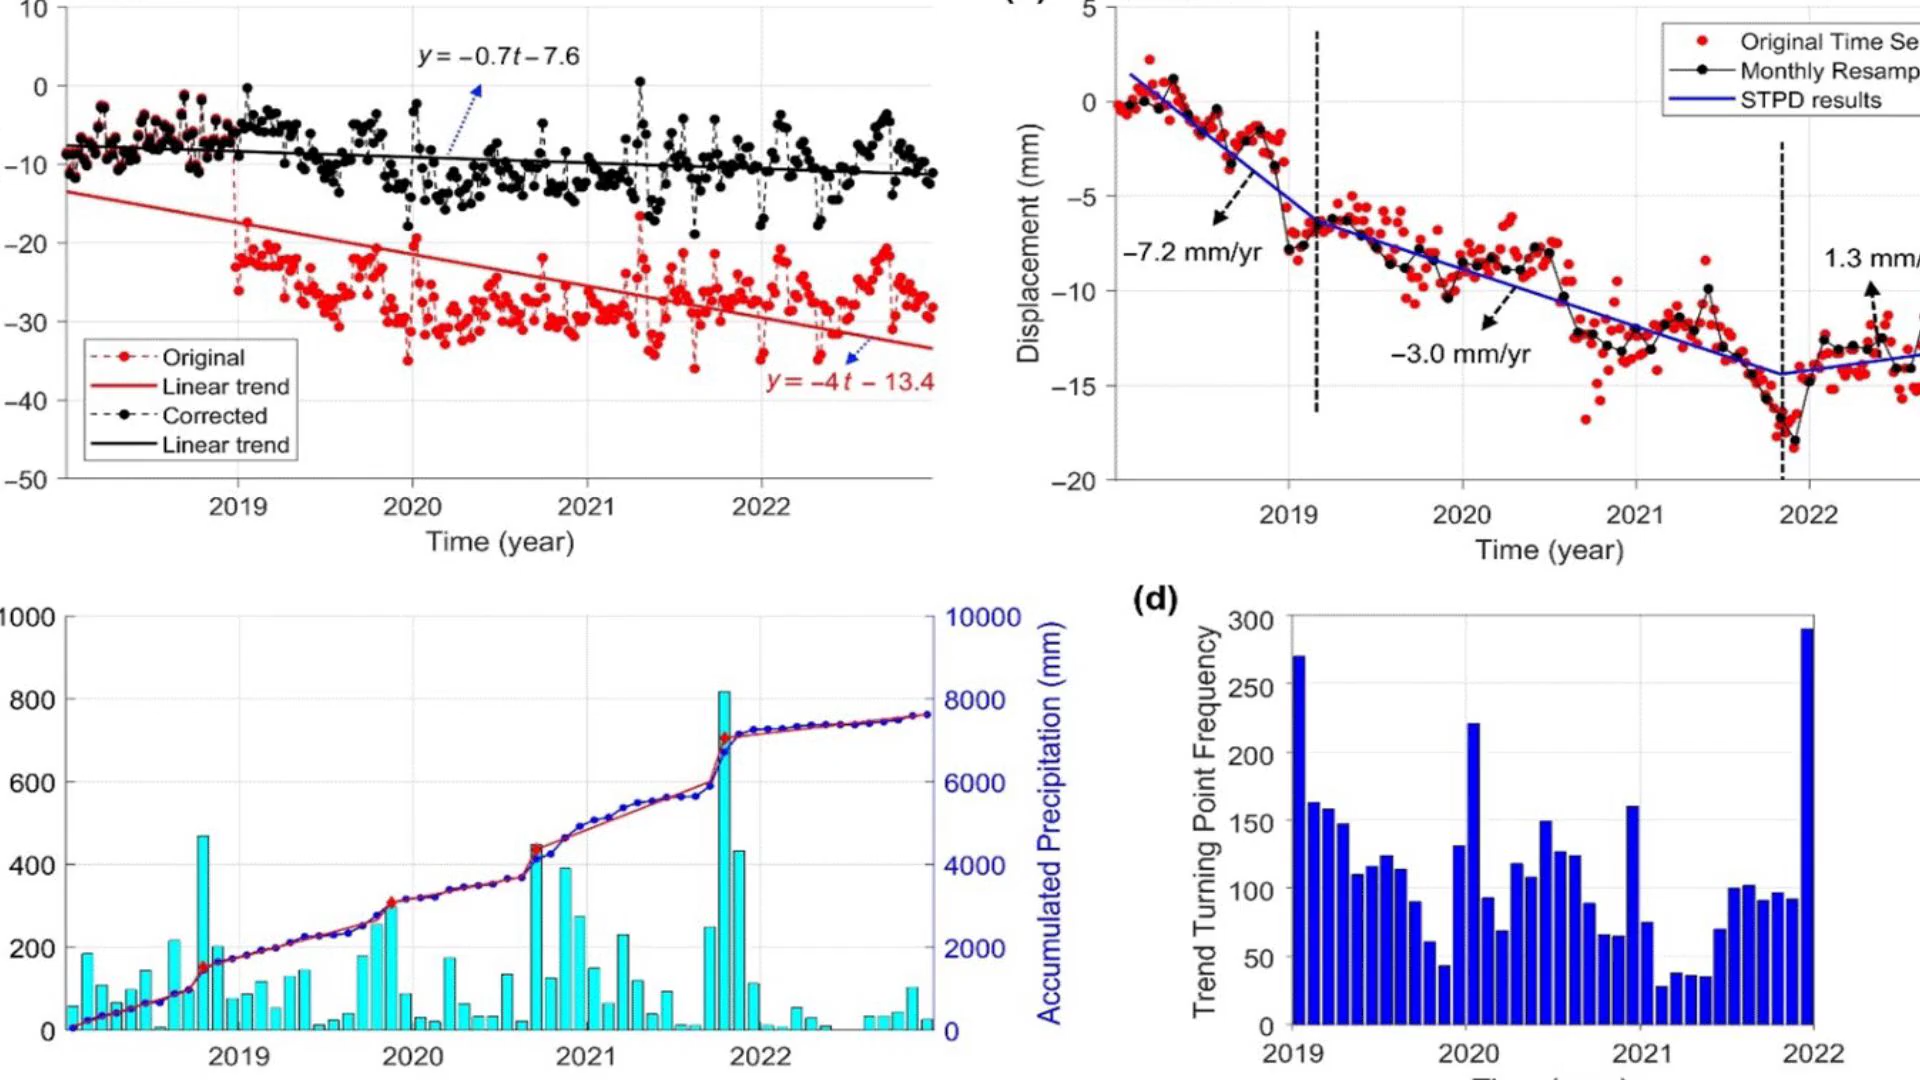 10
0
−10
−20
−30
−40
−50
y = −0.7t − 7.6
y = −4t − 13.4
Original
Linear trend
Corrected
Linear trend
2019 2020 2021 2022
Time (year)
5
0
−5
−10
−15
−20
Displacement (mm)
Original Time Se
Monthly Resamp
STPD results
−7.2 mm/yr
−3.0 mm/yr
1.3 mm/
2019 2020 2021 2022
Time (year)
1000
800
600
400
200
0
10000
8000
6000
4000
2000
0
Accumulated Precipitation (mm)
2019 2020 2021 2022
(d)
300
250
200
150
100
50
0
Trend Turning Point Frequency
2019 2020 2021 2022